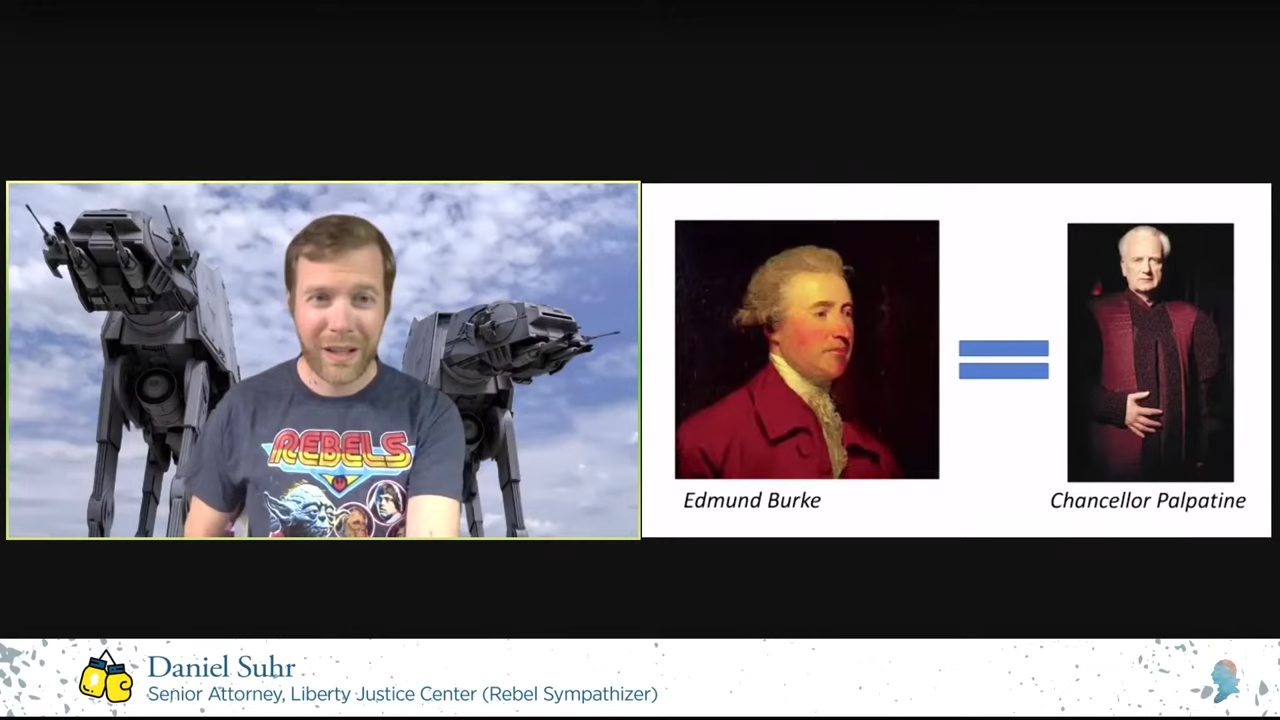 REBELS
Edmund Burke
Chancellor Palpatine
Daniel Suhr
Senior Attorney, Liberty Justice Center (Rebel Sympathizer)